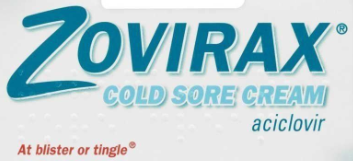 ZOVIRAX®
COLD SORE CREAM
aciclovir
At blister or tingle®